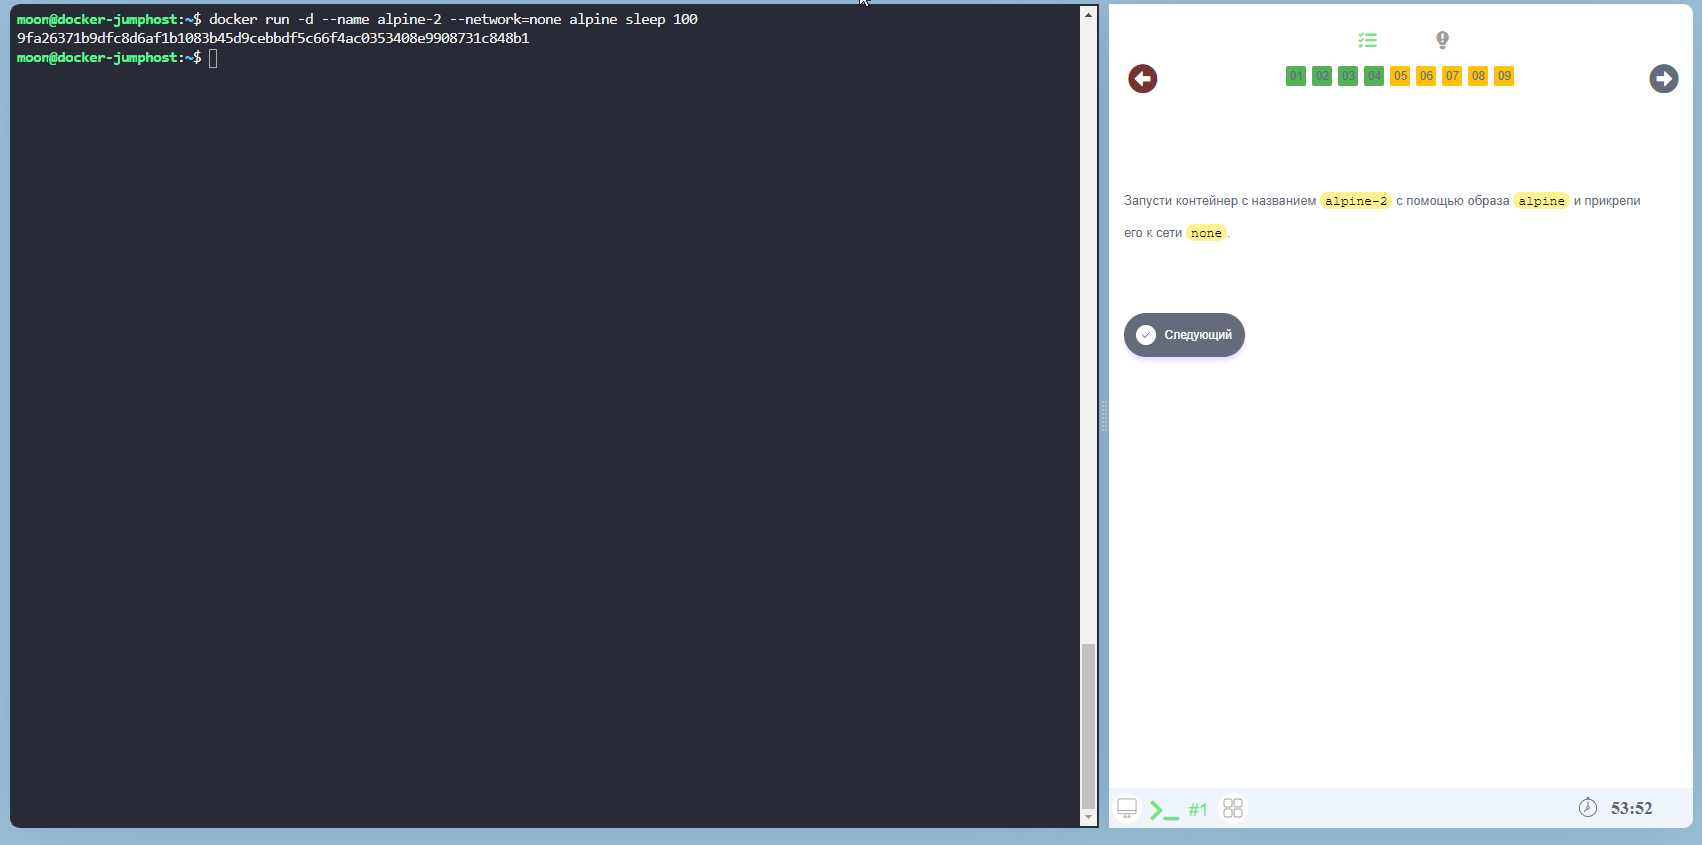 moon@docker-jumphost:~$ docker run -d --name alpine-2 --network=none alpine sleep 100
9fa26371b9dfc8d6af1b1083b45d9cebbdf5c66f4ac0353408e9908731c848b1
moon@docker-jumphost:~$
01 02 03 04 05 06 07 08 09
Запусти контейнер с названием alpine-2 с помощью образа alpine и прикрепи
его к сети none.
Следующий
#1
53:52